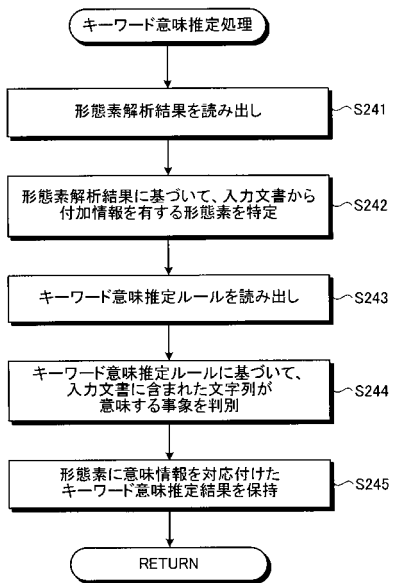 キーワード意味推定処理
形態素解析結果を読み出し
S241
形態素解析結果に基づいて、入力文書から
付加情報を有する形態素を特定
S242
キーワード意味推定ルールを読み出し
S243
キーワード意味推定ルールに基づいて、
入力文書に含まれた文字列が
意味する事象を判別
S244
形態素に意味情報を対応付けた
キーワード意味推定結果を保持
S245
RETURN